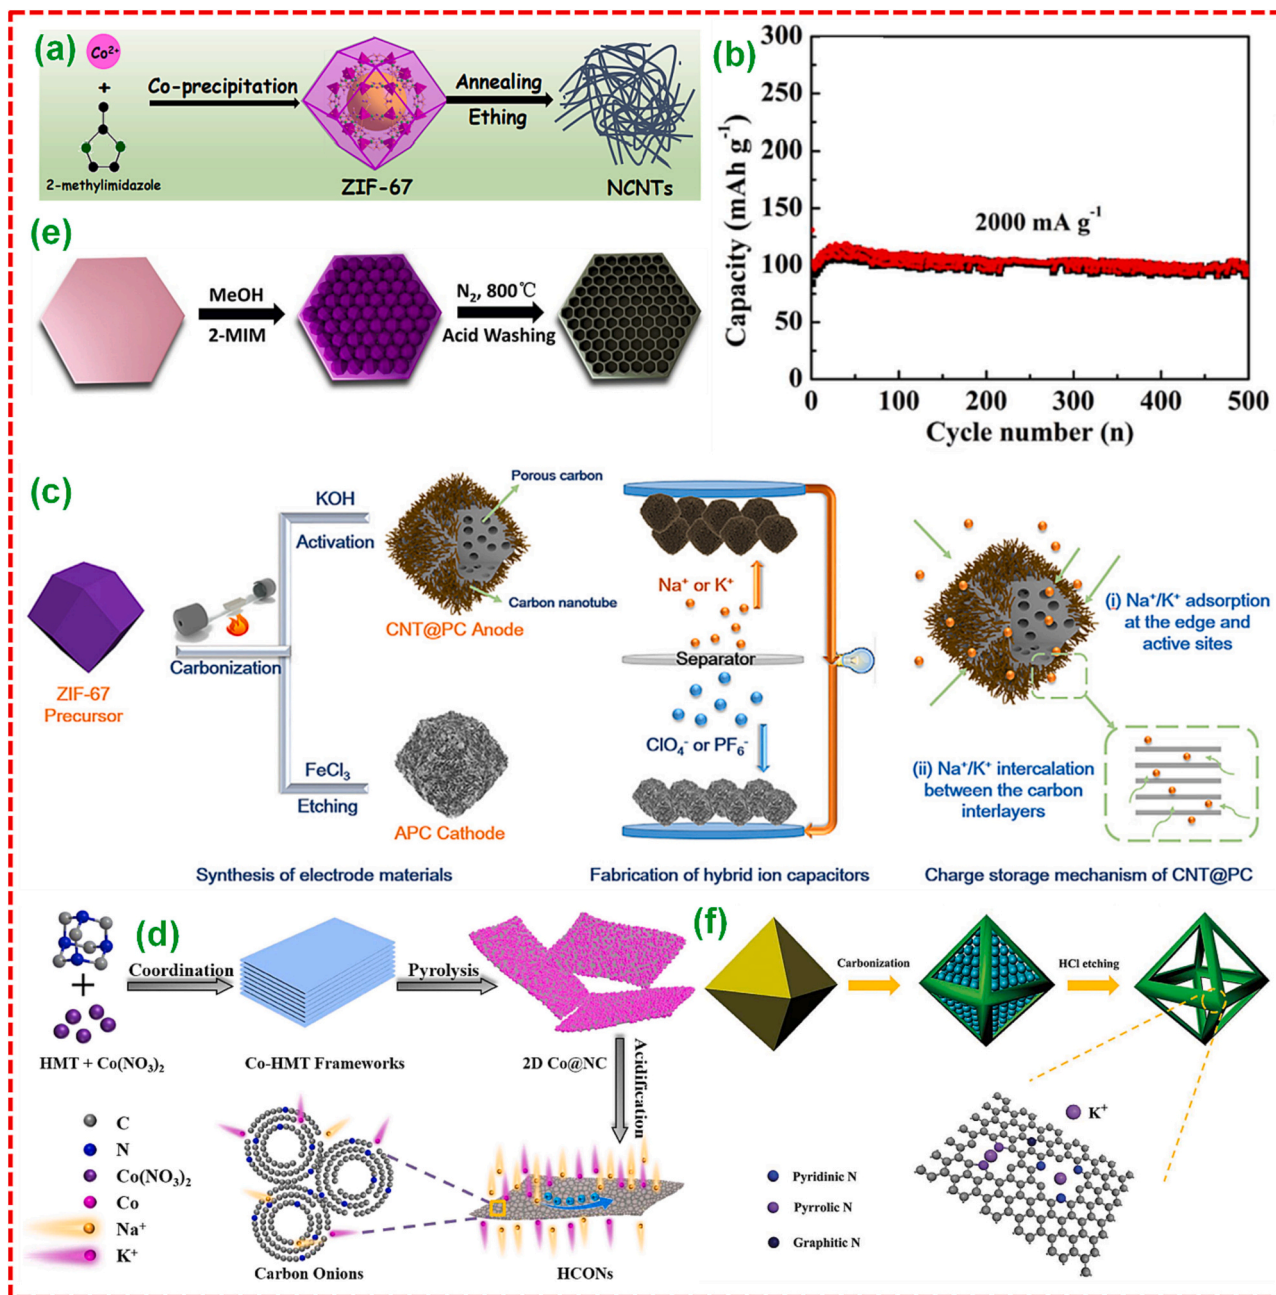 (a)
Co²⁺
+
2-methylimidazole
Co-precipitation
ZIF-67
Annealing
Ething
NCNTs
(b)
Capacity (mAh g⁻¹)
300
250
200
150
100
50
0
2000 mA g⁻¹
0 100 200 300 400 500
Cycle number (n)
(e)
MeOH
2-MIM
N₂, 800℃
Acid Washing
(c)
ZIF-67
Precursor
Carbonization
KOH
Activation
FeCl₃
Etching
Porous carbon
Carbon nanotube
CNT@PC Anode
APC Cathode
Synthesis of electrode materials
Na⁺ or K⁺
Separator
ClO₄⁻ or PF₆⁻
Fabrication of hybrid ion capacitors
(i) Na⁺/K⁺ adsorption
at the edge and
active sites
(ii) Na⁺/K⁺ intercalation
between the carbon
interlayers
Charge storage mechanism of CNT@PC
(d)
+
HMT + Co(NO₃)₂
Coordination
Co-HMT Frameworks
Pyrolysis
2D Co@NC
Acidification
C
N
Co(NO₃)₂
Co
Na⁺
K⁺
Carbon Onions
HCONs
(f)
Carbonization
HCl etching
K⁺
Pyridinic N
Pyrrolic N
Graphitic N